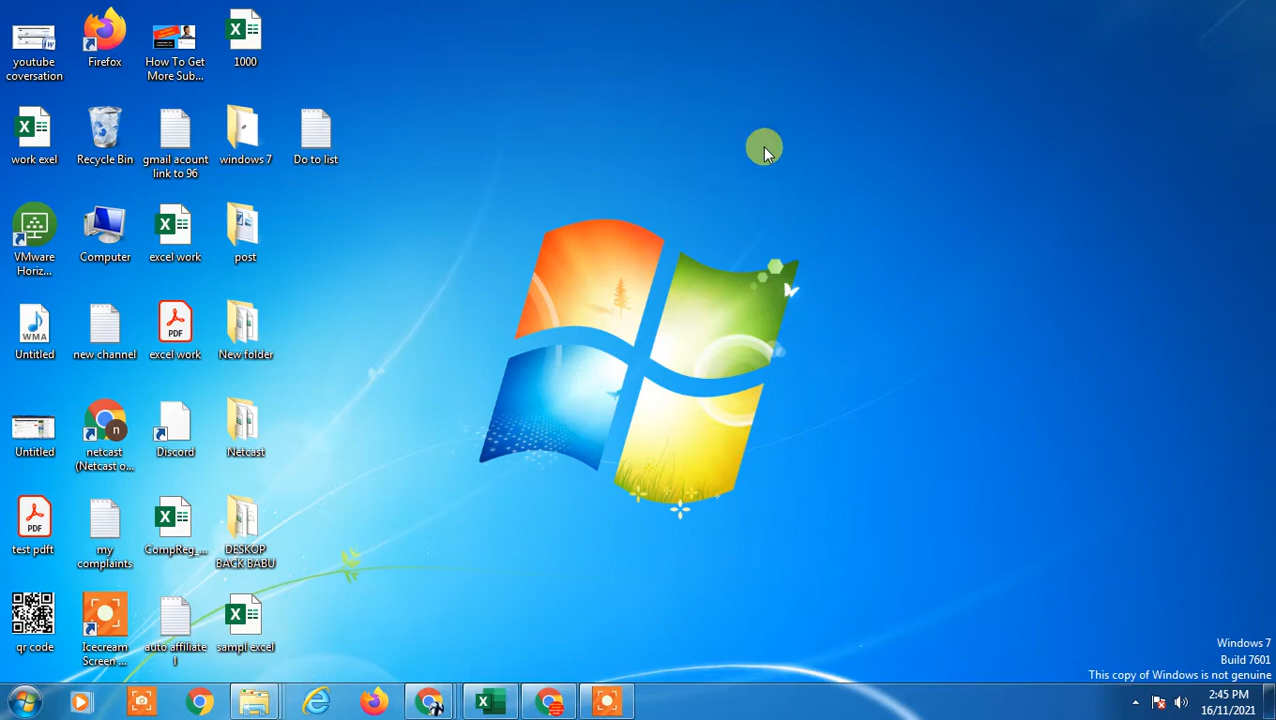 youtube
coversation
Firefox
How To Get
More Sub...
1000
work exel
Recycle Bin
gmail acount
link to 96
windows 7
Do to list
VMware
Horiz...
Computer
excel work
post
WMA
Untitled
new channel
PDF
excel work
New folder
Untitled
n
netcast
(Netcast o...
Discord
Netcast
PDF
test pdft
my
complaints
CompReg_...
DESKOP
BACK BABU
qr code
Icecream
Screen ...
auto affiliate
l
sampl excel
Windows 7
Build 7601
This copy of Windows is not genuine
2:45 PM
16/11/2021